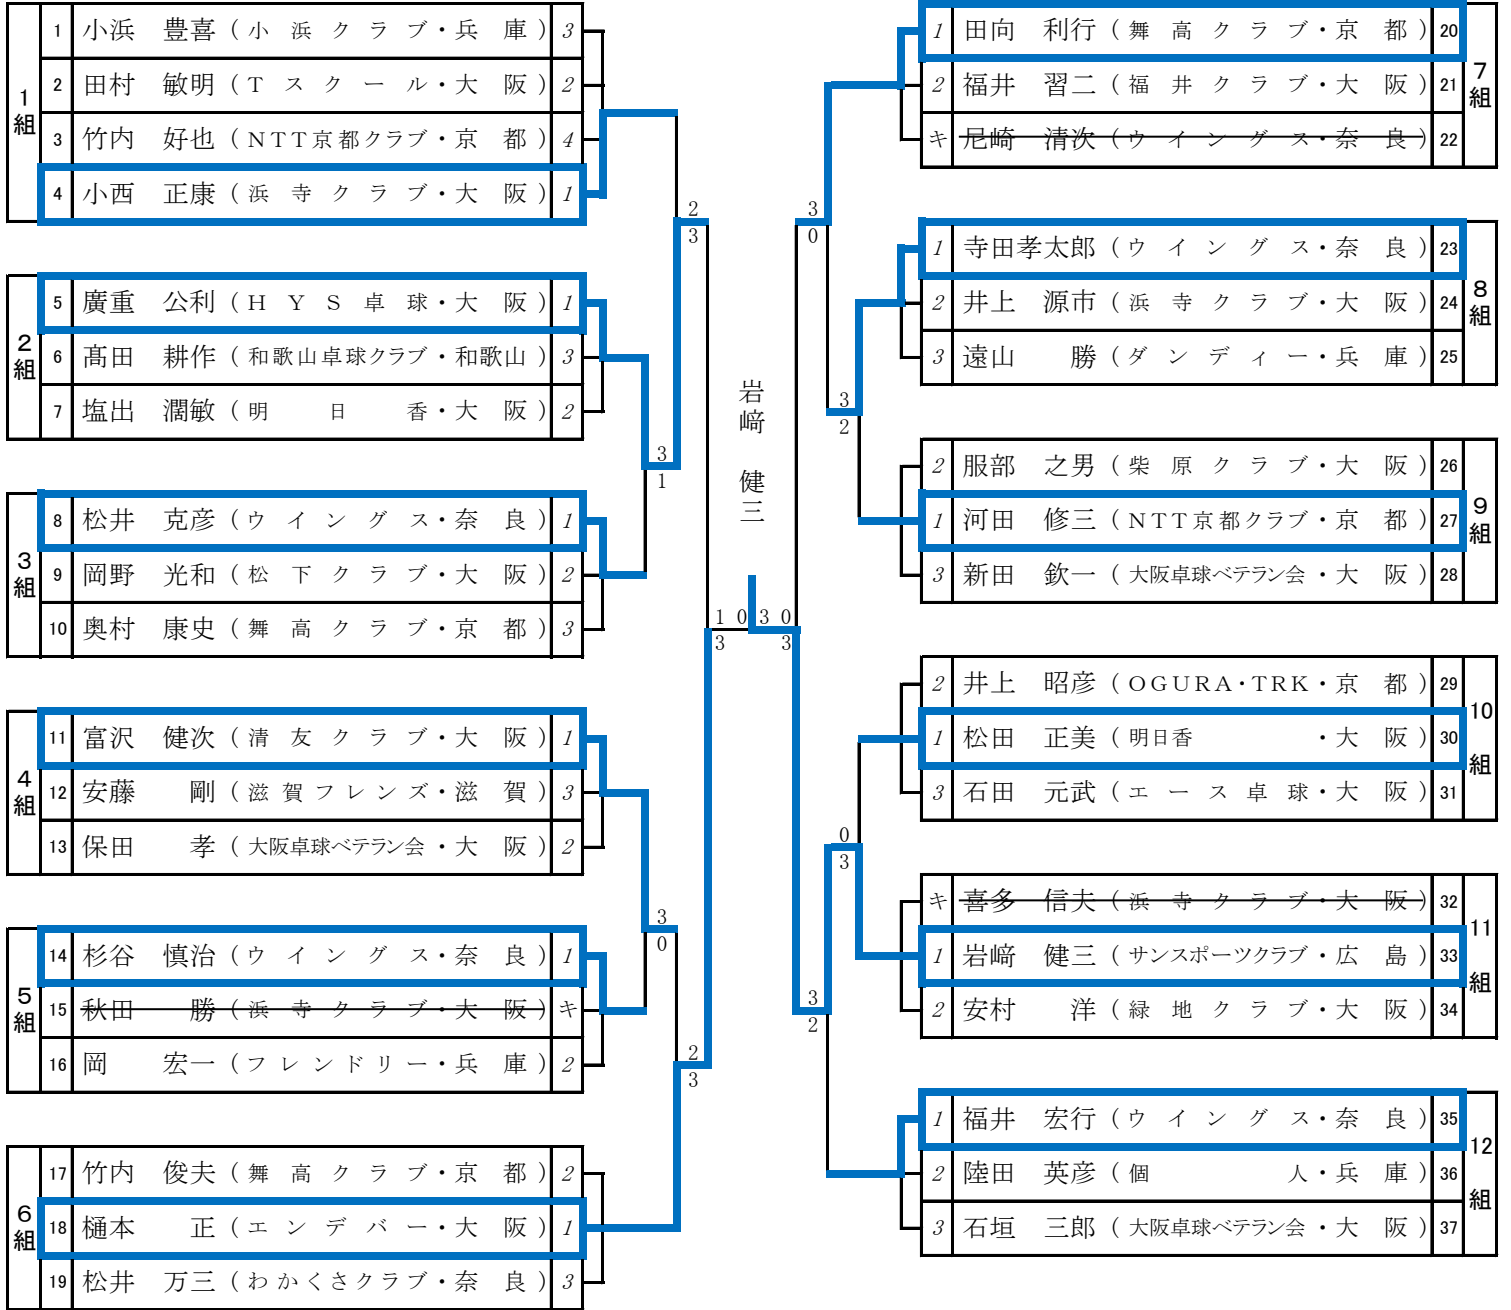 1組
1 小浜 豊喜 (小浜クラブ・兵庫) 3
2 田村 敏明 (Tスクール・大阪) 2
3 竹内 好也 (NTT京都クラブ・京都) 4
4 小西 正康 (浜寺クラブ・大阪) 1
2組
5 廣重 公利 (HYS卓球・大阪) 1
6 髙田 耕作 (和歌山卓球クラブ・和歌山) 3
7 塩出 濶敏 (明日香・大阪) 2
3組
8 松井 克彦 (ウイングス・奈良) 1
9 岡野 光和 (松下クラブ・大阪) 2
10 奥村 康史 (舞高クラブ・京都) 3
4組
11 富沢 健次 (清友クラブ・大阪) 1
12 安藤 剛 (滋賀フレンズ・滋賀) 3
13 保田 孝 (大阪卓球ベテラン会・大阪) 2
5組
14 杉谷 慎治 (ウイングス・奈良) 1
15 秋田 勝 (浜寺クラブ・大阪) キ
16 岡 宏一 (フレンドリー・兵庫) 2
6組
17 竹内 俊夫 (舞高クラブ・京都) 2
18 樋本 正 (エンデバー・大阪) 1
19 松井 万三 (わかくさクラブ・奈良) 3
2
3
3
1
3
0
2
3
1
3
0 3
岩﨑 健三
0
3
3
0
3
2
0
3
3
2
1 田向 利行 (舞高クラブ・京都) 20
2 福井 習二 (福井クラブ・大阪) 21
キ 尼崎 清次 (ウイングス・奈良) 22
7組
1 寺田孝太郎 (ウイングス・奈良) 23
2 井上 源市 (浜寺クラブ・大阪) 24
3 遠山 勝 (ダンディー・兵庫) 25
8組
2 服部 之男 (柴原クラブ・大阪) 26
1 河田 修三 (NTT京都クラブ・京都) 27
3 新田 欽一 (大阪卓球ベテラン会・大阪) 28
9組
2 井上 昭彦 (OGURA・TRK・京都) 29
1 松田 正美 (明日香・大阪) 30
3 石田 元武 (エース卓球・大阪) 31
10組
キ 喜多 信夫 (浜寺クラブ・大阪) 32
1 岩﨑 健三 (サンスポーツクラブ・広島) 33
2 安村 洋 (緑地クラブ・大阪) 34
11組
1 福井 宏行 (ウイングス・奈良) 35
2 陸田 英彦 (個人・兵庫) 36
3 石垣 三郎 (大阪卓球ベテラン会・大阪) 37
12組